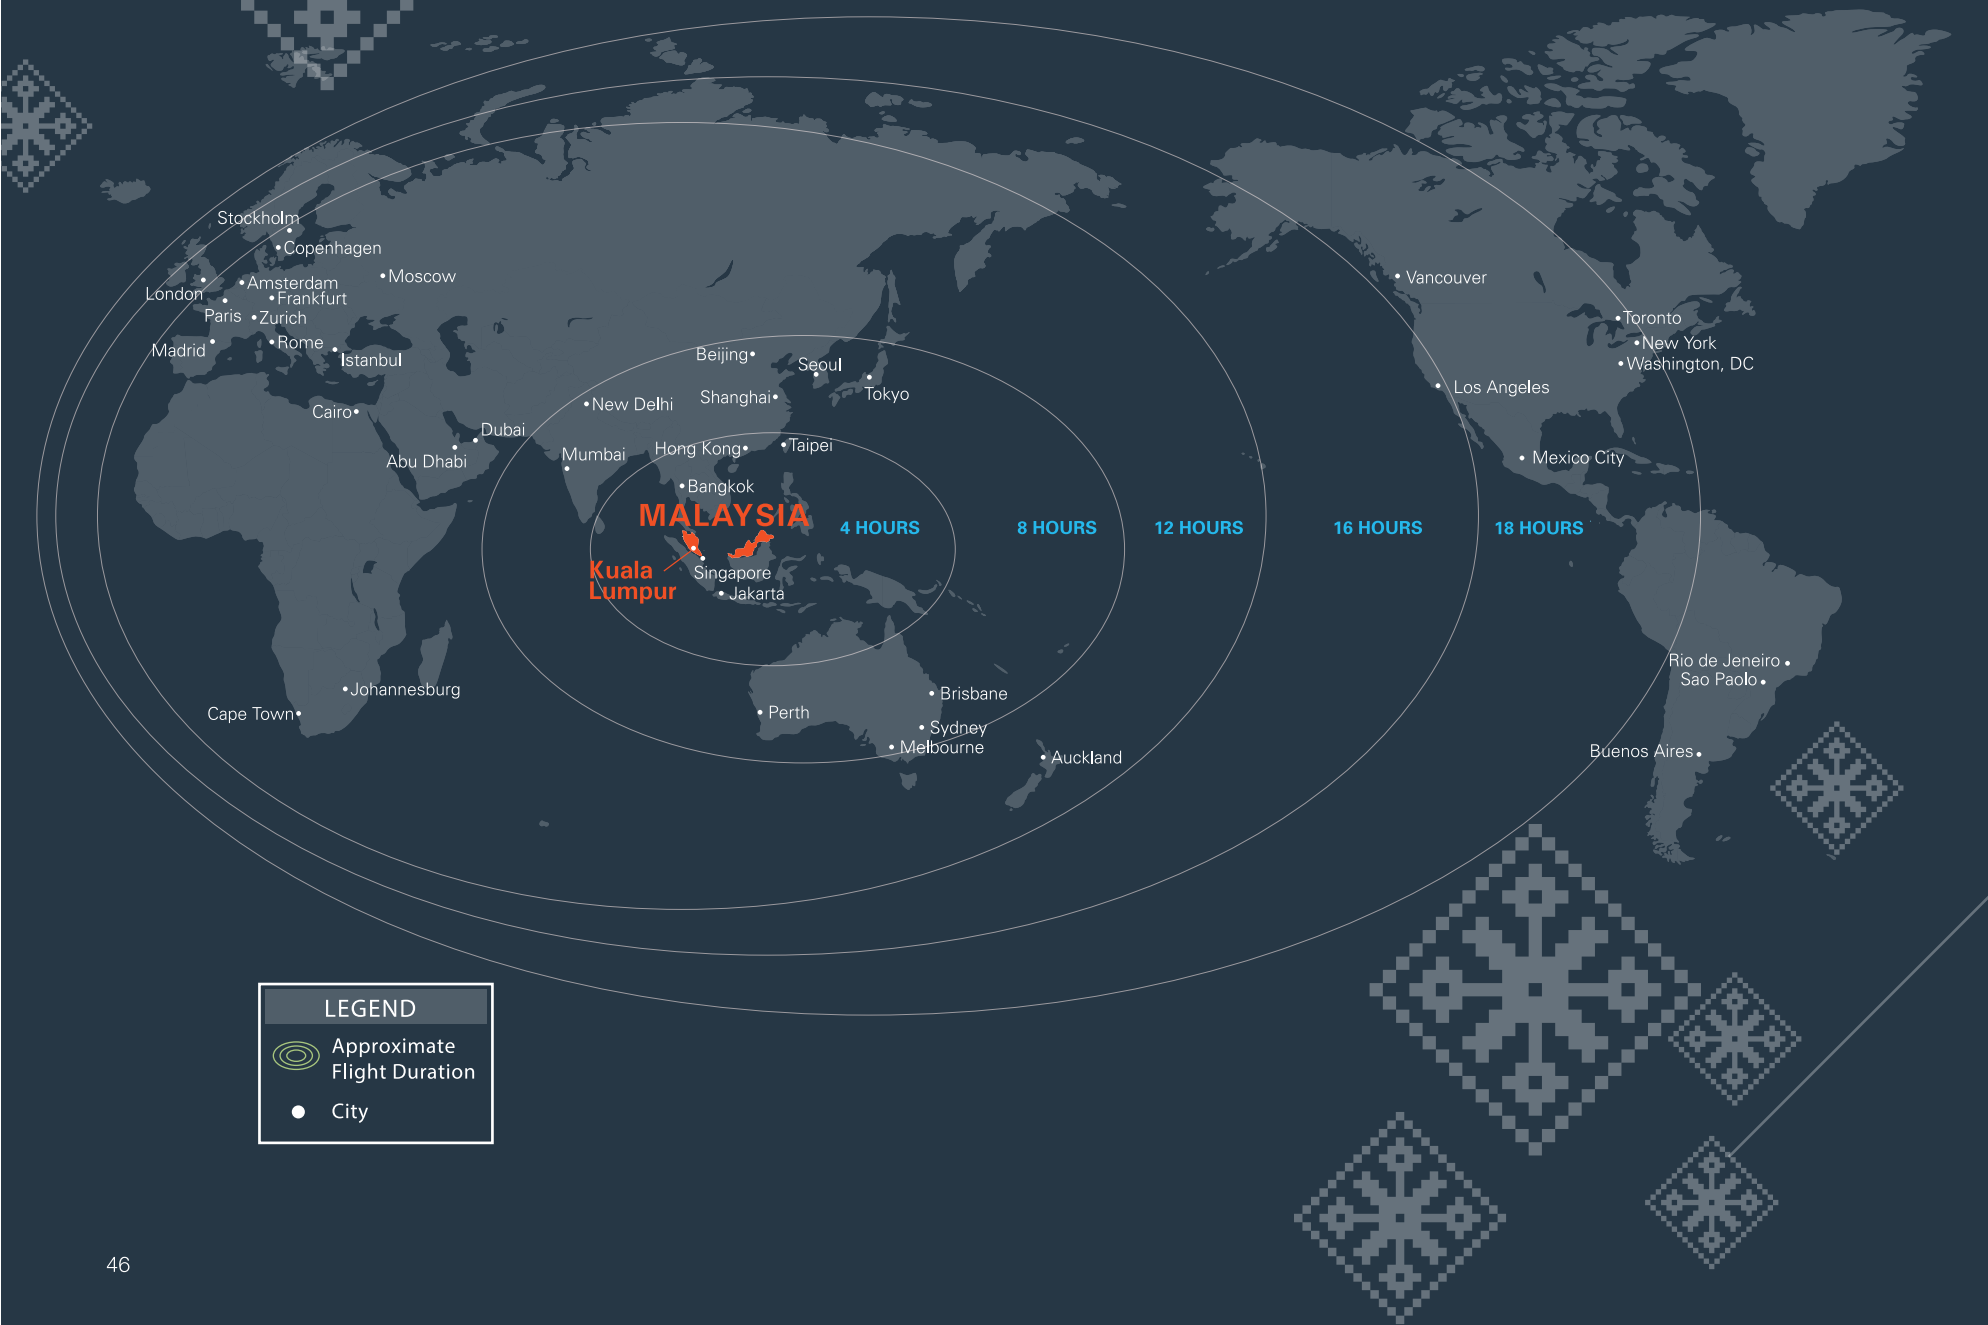 Stockholm
Copenhagen
Moscow
Amsterdam
London
Frankfurt
Paris
Zurich
Madrid
Rome
Istanbul
Cairo
Dubai
Abu Dhabi
Johannesburg
Cape Town
Beijing
Seoul
Tokyo
New Delhi
Shanghai
Mumbai
Hong Kong
Taipei
Bangkok
MALAYSIA
Kuala
Lumpur
Singapore
Jakarta
4 HOURS
8 HOURS
12 HOURS
16 HOURS
18 HOURS
Perth
Brisbane
Sydney
Melbourne
Auckland
Vancouver
Toronto
New York
Washington, DC
Los Angeles
Mexico City
Rio de Jeneiro
Sao Paolo
Buenos Aires
LEGEND
Approximate
Flight Duration
City
46